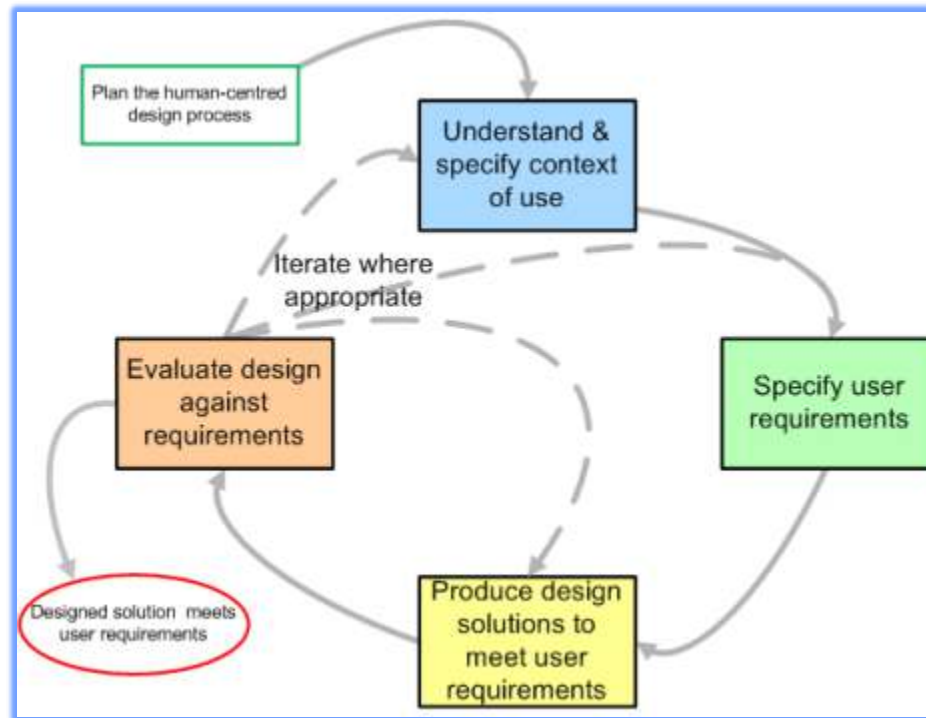 Plan the human-centred
design process
Understand &
specify context
of use
Iterate where
appropriate
Evaluate design
against
requirements
Specify user
requirements
Designed solution meets
user requirements
Produce design
solutions to
meet user
requirements